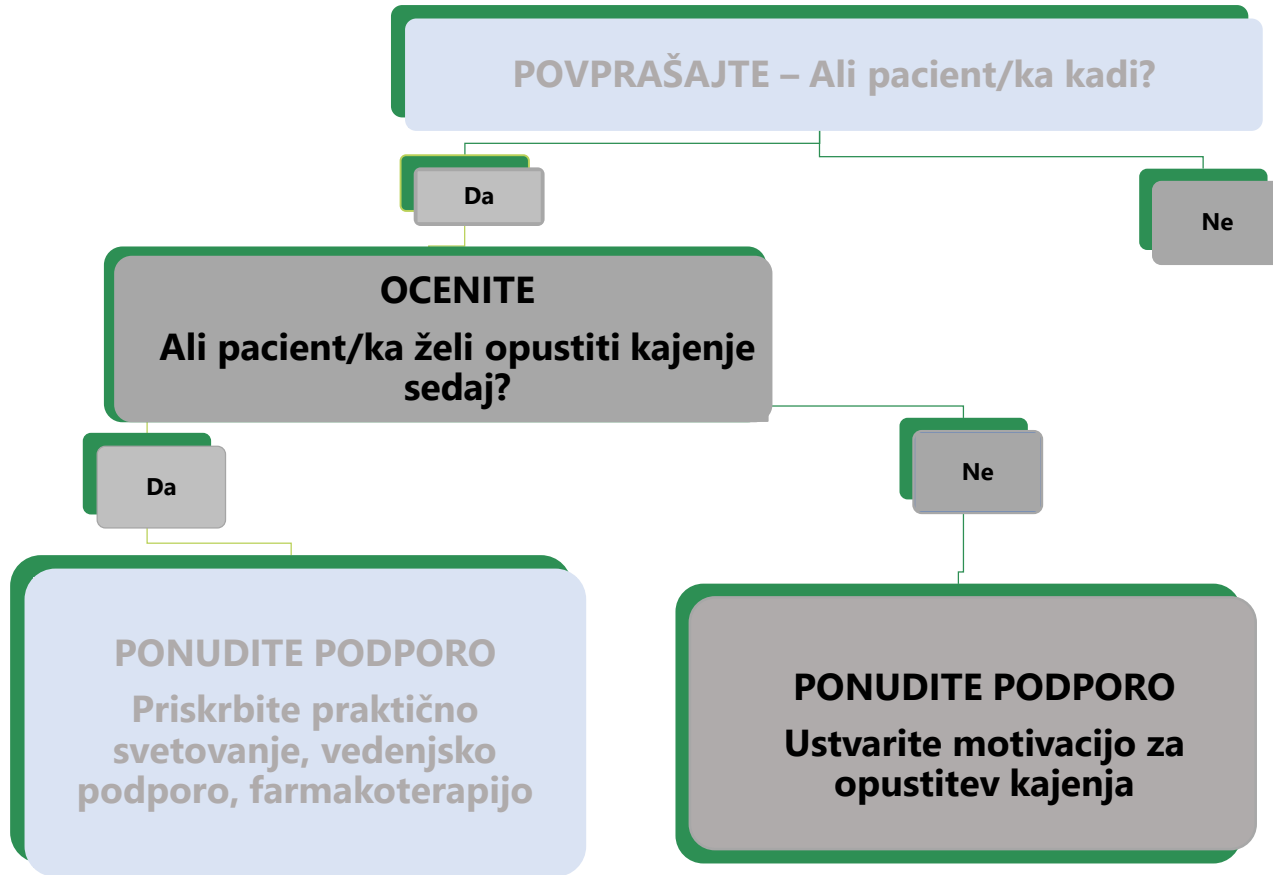 POVPRAŠAJTE – Ali pacient/ka kadi?
Da
Ne
OCENITE
Ali pacient/ka želi opustiti kajenje
sedaj?
Da
Ne
PONUDITE PODPORO
Priskrbite praktično
svetovanje, vedenjsko
podporo, farmakoterapijo
PONUDITE PODPORO
Ustvarite motivacijo za
opustitev kajenja